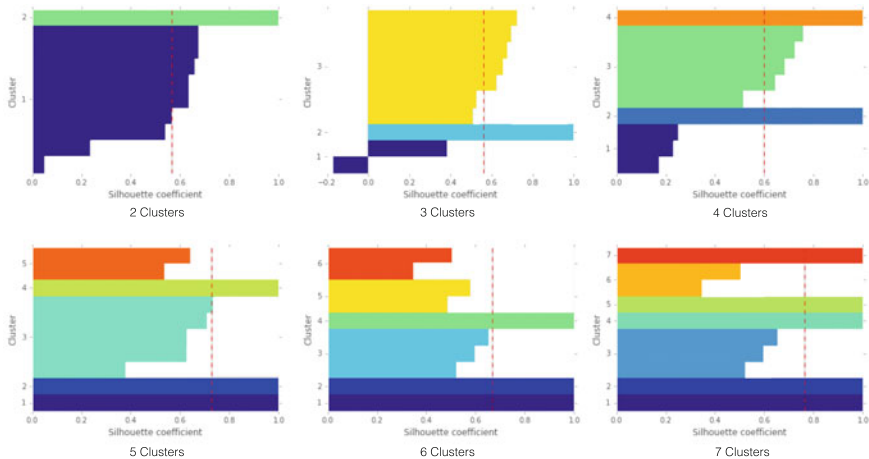 2
1
Cluster
0.0 0.2 0.4 0.6 0.8 1.0
Silhouette coefficient
2 Clusters
3
2
1
Cluster
−0.2 0.0 0.2 0.4 0.6 0.8 1.0
Silhouette coefficient
3 Clusters
4
3
2
1
Cluster
0.0 0.2 0.4 0.6 0.8 1.0
Silhouette coefficient
4 Clusters
5
4
3
2
1
Cluster
0.0 0.2 0.4 0.6 0.8 1.0
Silhouette coefficient
5 Clusters
6
5
4
3
2
1
Cluster
0.0 0.2 0.4 0.6 0.8 1.0
Silhouette coefficient
6 Clusters
7
6
5
4
3
2
1
Cluster
0.0 0.2 0.4 0.6 0.8 1.0
Silhouette coefficient
7 Clusters